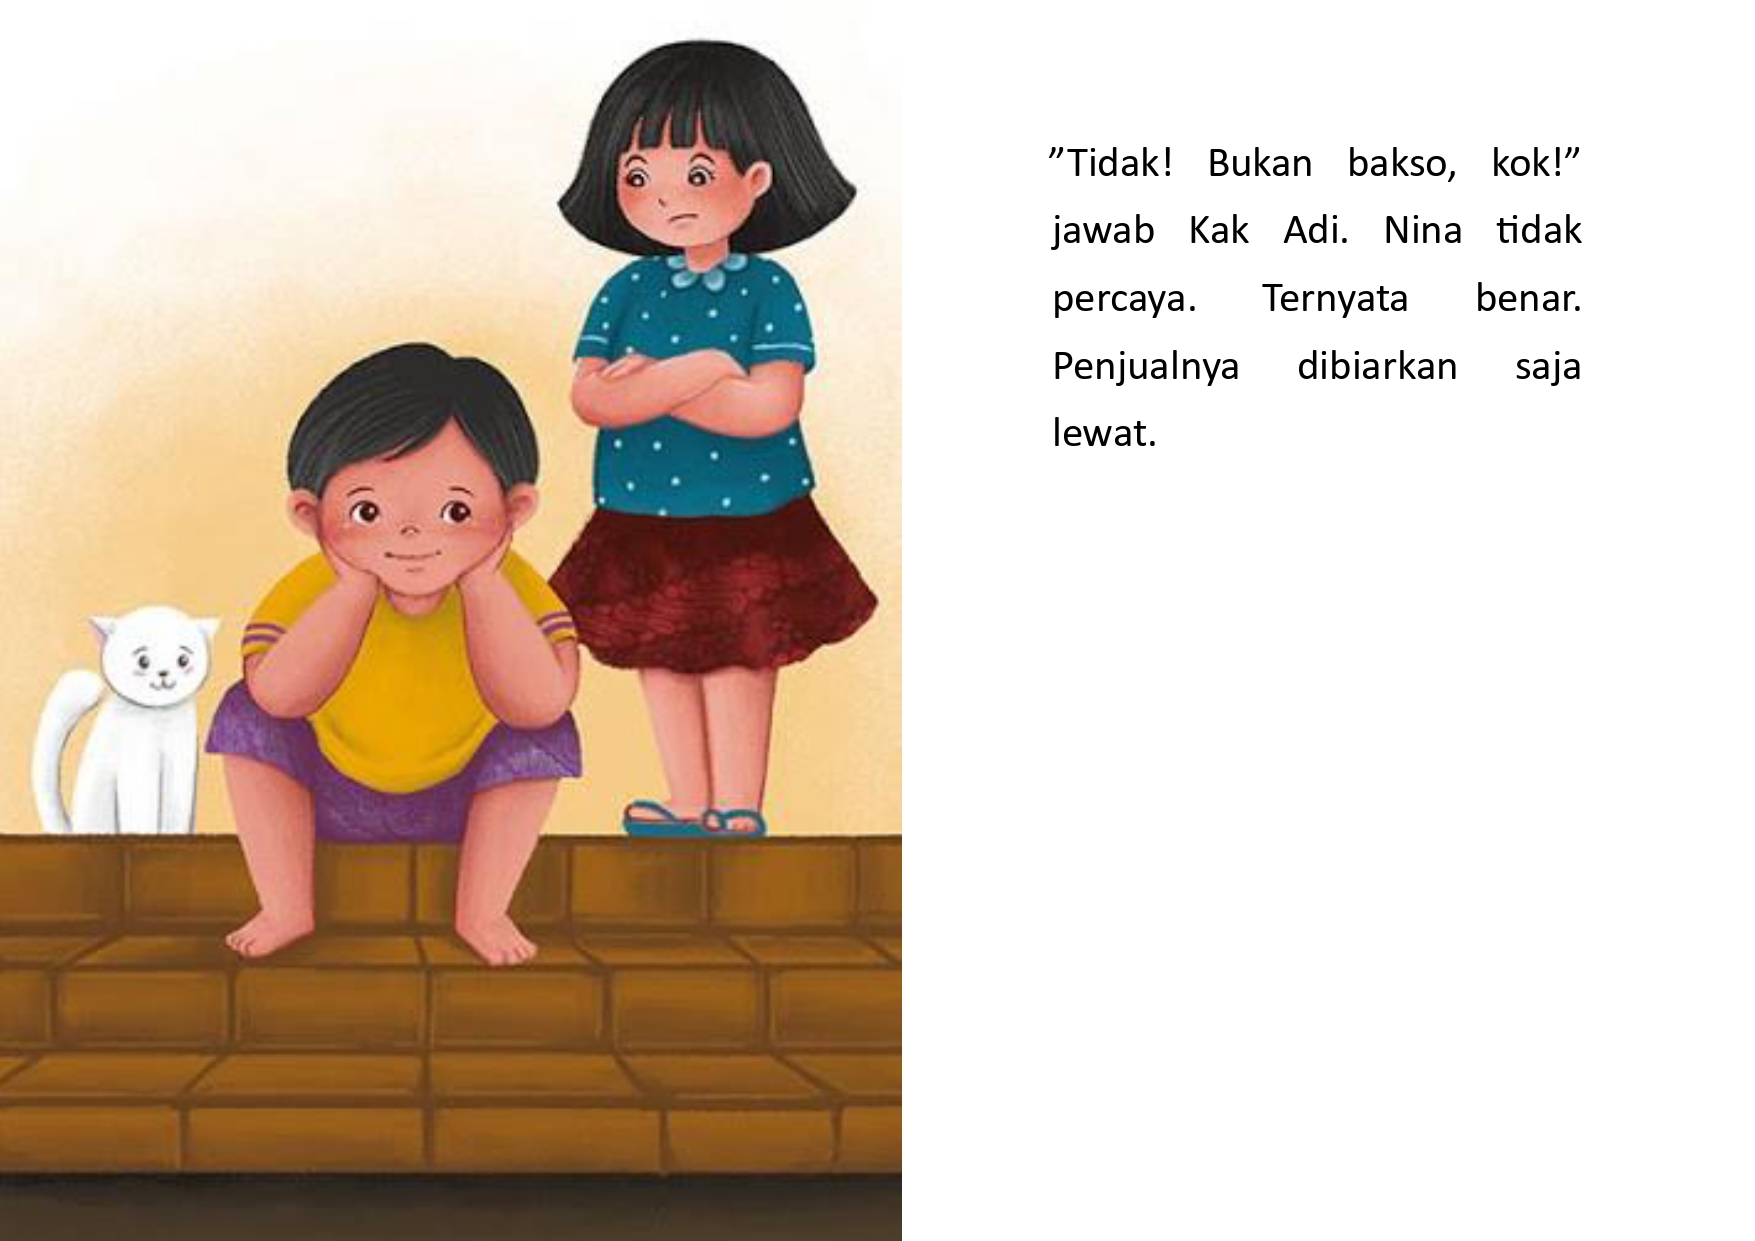 ”Tidak! Bukan bakso, kok!”
jawab Kak Adi. Nina tidak
percaya. Ternyata benar.
Penjualnya dibiarkan saja
lewat.